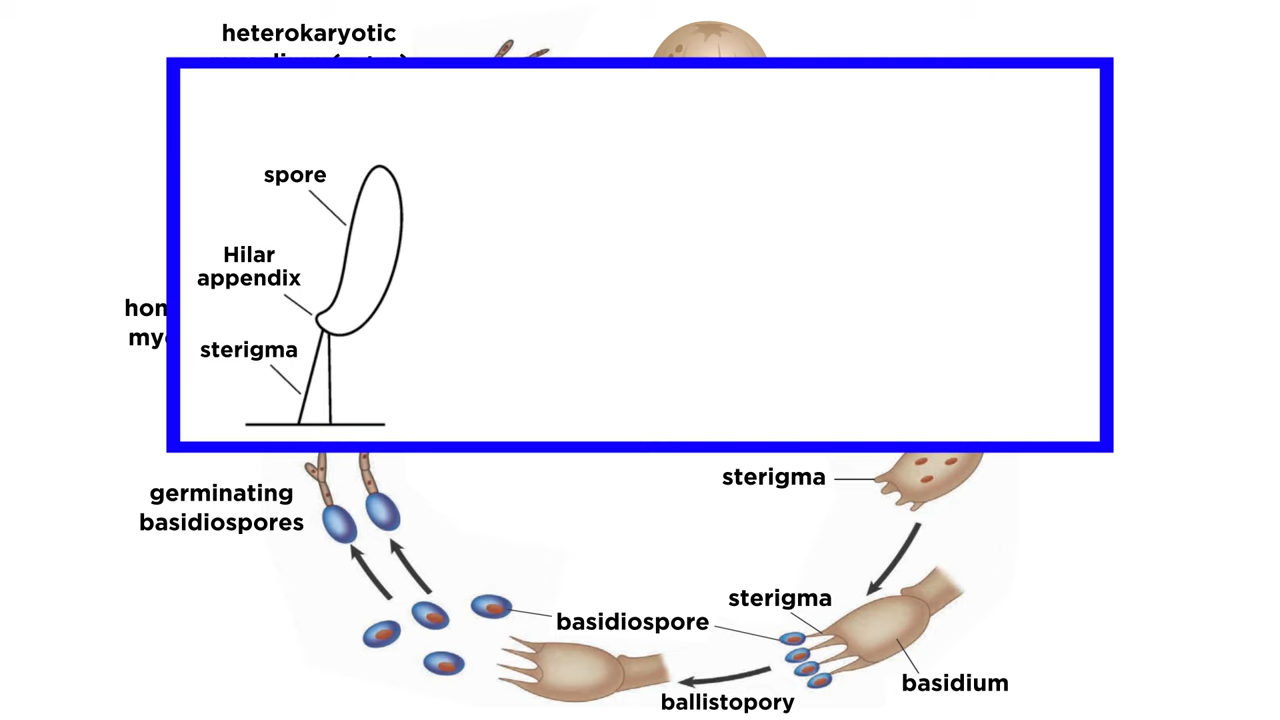 heterokaryotic
spore
Hilar
appendix
sterigma
germinating
basidiospores
sterigma
sterigma
basidiospore
basidium
ballistopory